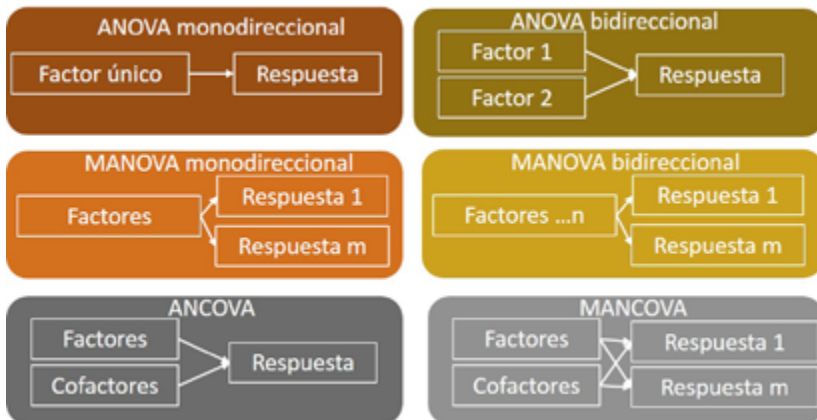 ANOVA monodireccional
Factor único
Respuesta
ANOVA bidireccional
Factor 1
Factor 2
Respuesta
MANOVA monodireccional
Factores
Respuesta 1
Respuesta m
MANOVA bidireccional
Factores ...n
Respuesta 1
Respuesta m
ANCOVA
Factores
Cofactores
Respuesta
MANCOVA
Factores
Cofactores
Respuesta 1
Respuesta m